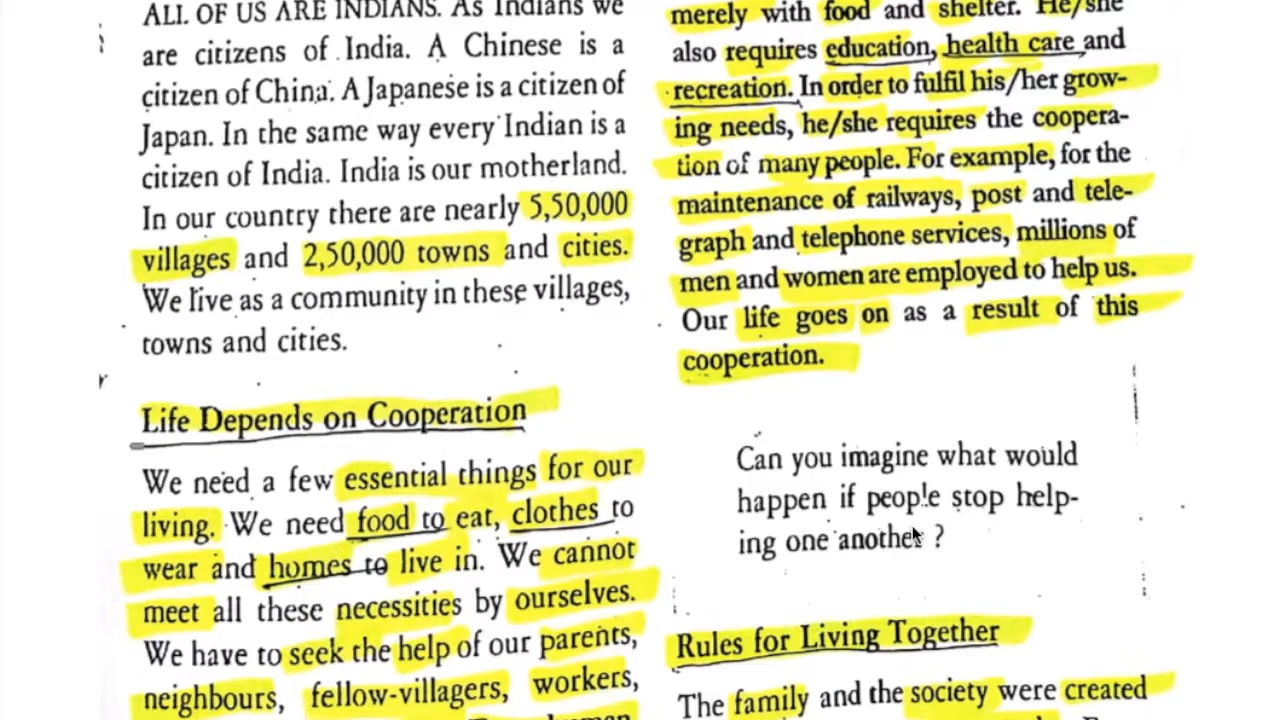 ALL OF US ARE INDIANS. As Indians we
are citizens of India. A Chinese is a
citizen of China. A Japanese is a citizen of
Japan. In the same way every Indian is a
citizen of India. India is our motherland.
In our country there are nearly 5,50,000
villages and 2,50,000 towns and cities.
We live as a community in these villages,
towns and cities.
Life Depends on Cooperation
We need a few essential things for our
living. We need food to eat, clothes to
wear and homes to live in. We cannot
meet all these necessities by ourselves.
We have to seek the help of our parents,
neighbours, fellow-villagers, workers,
human
merely with food and shelter. He/she
also requires education, health care and
recreation. In order to fulfil his/her grow-
ing needs, he/she requires the coopera-
tion of many people. For example, for the
maintenance of railways, post and tele-
graph and telephone services, millions of
men and women are employed to help us.
Our life goes on as a result of this
cooperation.
Can you imagine what would
happen if people stop help-
ing one another ?
Rules for Living Together
The family and the society were created